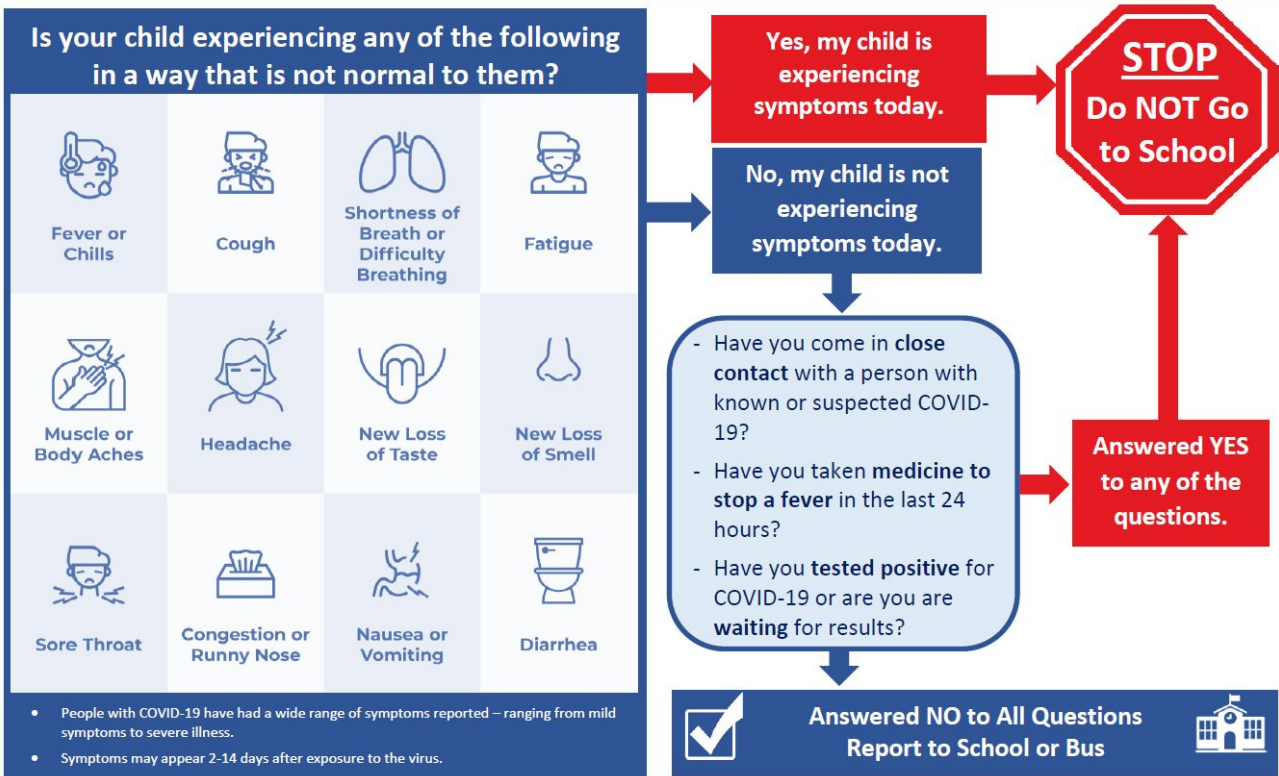 Is your child experiencing any of the following
in a way that is not normal to them?
Fever or
Chills
Cough
Shortness of
Breath or
Difficulty
Breathing
Fatigue
Muscle or
Body Aches
Headache
New Loss
of Taste
New Loss
of Smell
Sore Throat
Congestion or
Runny Nose
Nausea or
Vomiting
Diarrhea
• People with COVID-19 have had a wide range of symptoms reported – ranging from mild
symptoms to severe illness.
• Symptoms may appear 2-14 days after exposure to the virus.
Yes, my child is
experiencing
symptoms today.
STOP
Do NOT Go
to School
No, my child is not
experiencing
symptoms today.
- Have you come in close
contact with a person with
known or suspected COVID-
19?
- Have you taken medicine to
stop a fever in the last 24
hours?
- Have you tested positive for
COVID-19 or are you are
waiting for results?
Answered YES
to any of the
questions.
Answered NO to All Questions
Report to School or Bus